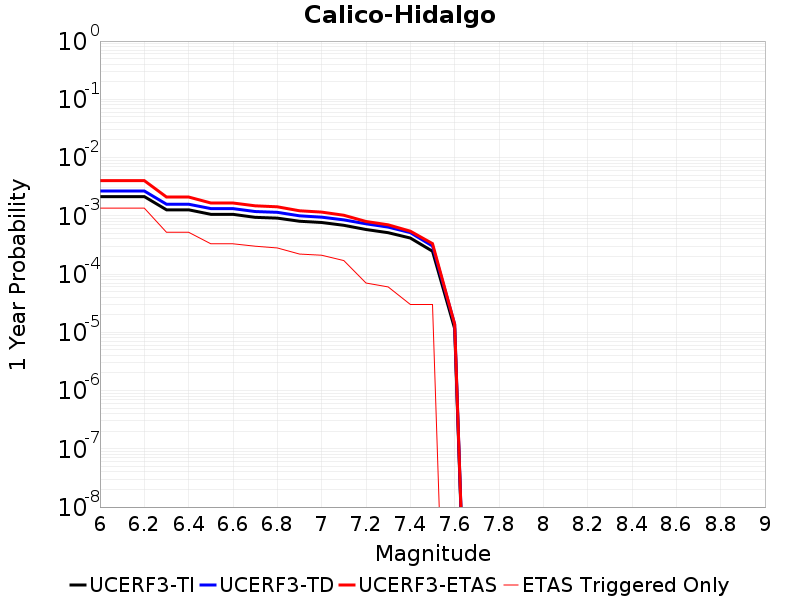 Calico-Hidalgo
1 Year Probability
10^0
10^-1
10^-2
10^-3
10^-4
10^-5
10^-6
10^-7
10^-8
6 6.2 6.4 6.6 6.8 7 7.2 7.4 7.6 7.8 8 8.2 8.4 8.6 8.8 9
Magnitude
UCERF3-TI UCERF3-TD UCERF3-ETAS ETAS Triggered Only